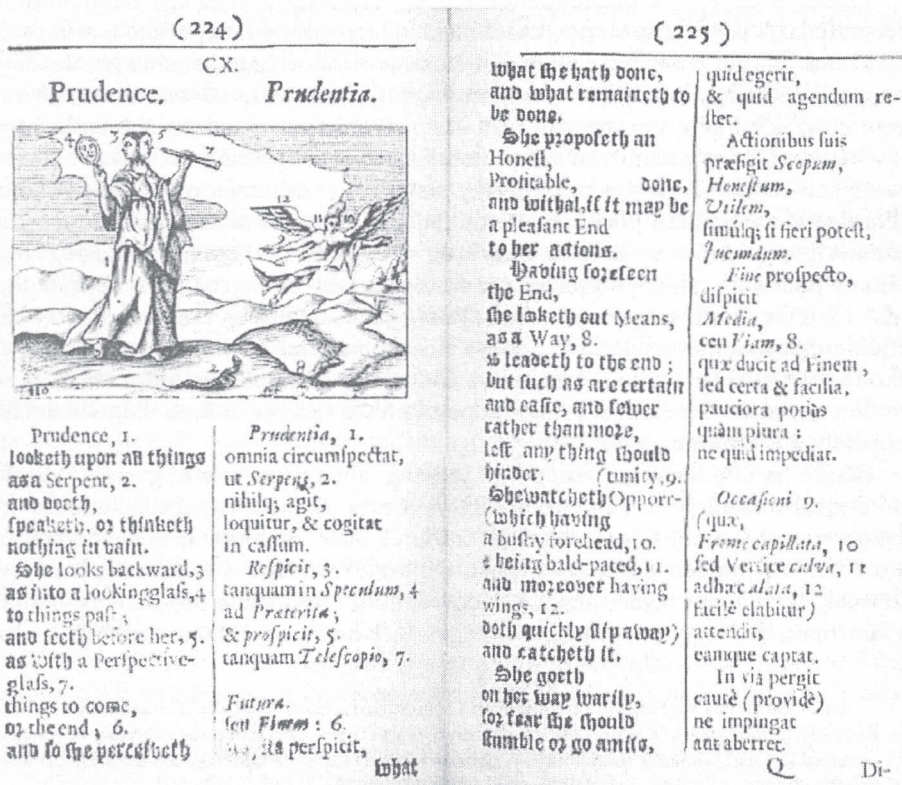 (224)
CX.
Prudence. Prudentia.
Prudence, 1.
looketh upon all things
as a Serpent, 2.
and doeth,
speaketh, or thinketh
nothing in vain.
She looks backward, 3
as into a lookingglass, 4
to things past;
and seeth before her, 5.
as with a Perspective-
glass, 7.
things to come,
or the end, 6.
and so she perceiveth
Prudentia, 1.
omnia circumspectat,
ut Serpens, 2.
nihilq; agit,
loquitur, & cogitat
in cassum.
Respicit, 3.
tanquam in Speculum, 4
ad Præterita;
& prospicit, 5.
tanquam Telescopio, 7.
Futura.
seu Finem: 6.
ita perspicit,
what
(225)
what she hath done,
and what remaineth to
be done.
She proposeth an
Honest,
Profitable, done,
and withal, if it may be
a pleasant End
to her actions.
Having foreseen
the End,
she looketh out Means,
as a Way, 8.
leadeth to the end;
but such as are certain
and easie, and fewer
rather than more,
lest any thing should
hinder. (tunity, 9.
She watcheth Oppor-
(which having
a bushy forehead, 10.
& being bald-pated, 11.
and moreover having
wings, 12.
doth quickly slip away)
and catcheth it.
She goeth
on her way warily,
for fear she should
stumble or go amiss.
quid egerit,
& quid agendum re-
stet.
Actionibus suis
præfigit Scopum,
Honestum,
Utilem,
simulq; si fieri potest,
Jucundum.
Fine prospecto,
dispicit
Media,
ceu Viam, 8.
quæ ducit ad Finem,
sed certa & facilia,
pauciora potiùs
quàm plura;
ne quid impediat.
Occasioni 9.
(quæ,
Fronte capillata, 10
sed Vertice calva, 11
adhæc alata, 12
facilè elabitur)
attendit,
eamque captat.
In viâ pergit
cautè (providè)
ne impingat
aut aberret.
Q Di-